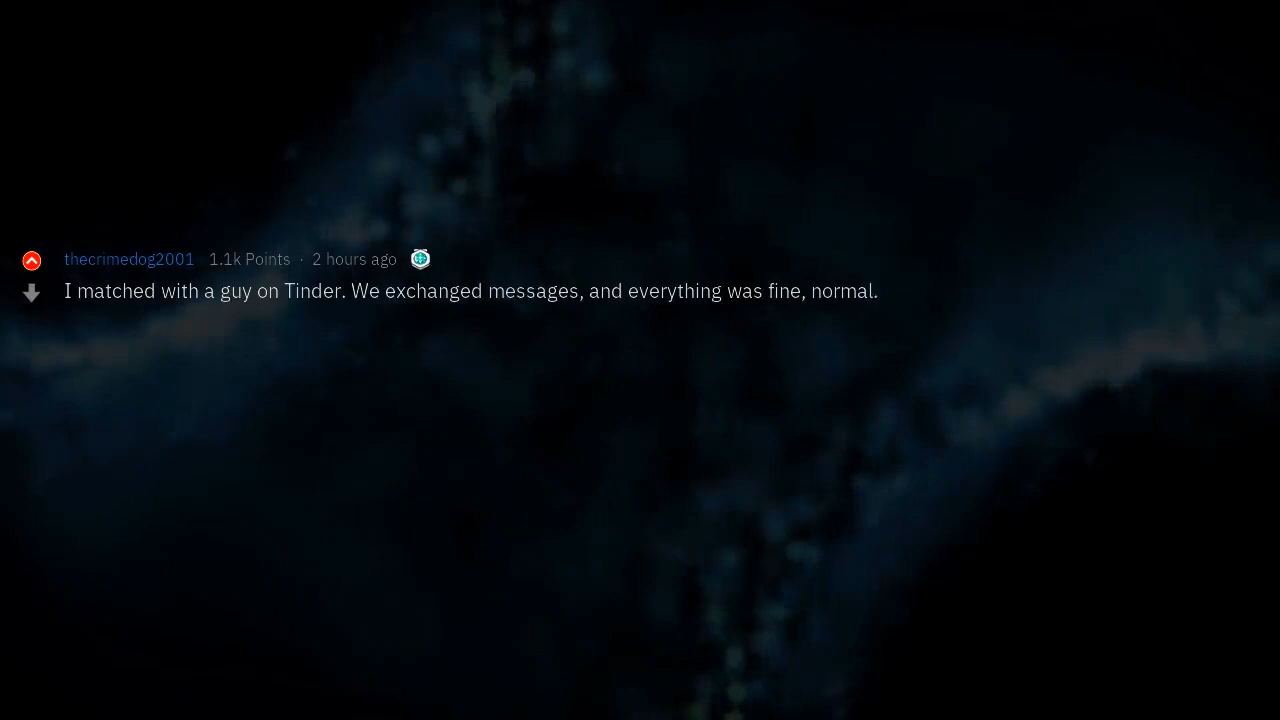 thecrimedog2001 1.1k Points · 2 hours ago
I matched with a guy on Tinder. We exchanged messages, and everything was fine, normal.